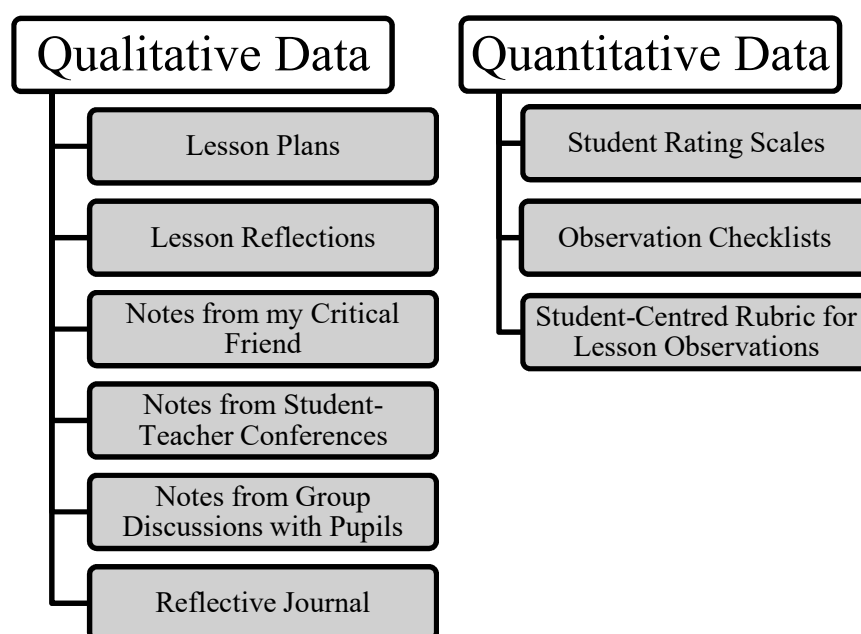 Qualitative Data
Lesson Plans
Lesson Reflections
Notes from my Critical
Friend
Notes from Student-
Teacher Conferences
Notes from Group
Discussions with Pupils
Reflective Journal
Quantitative Data
Student Rating Scales
Observation Checklists
Student-Centred Rubric for
Lesson Observations